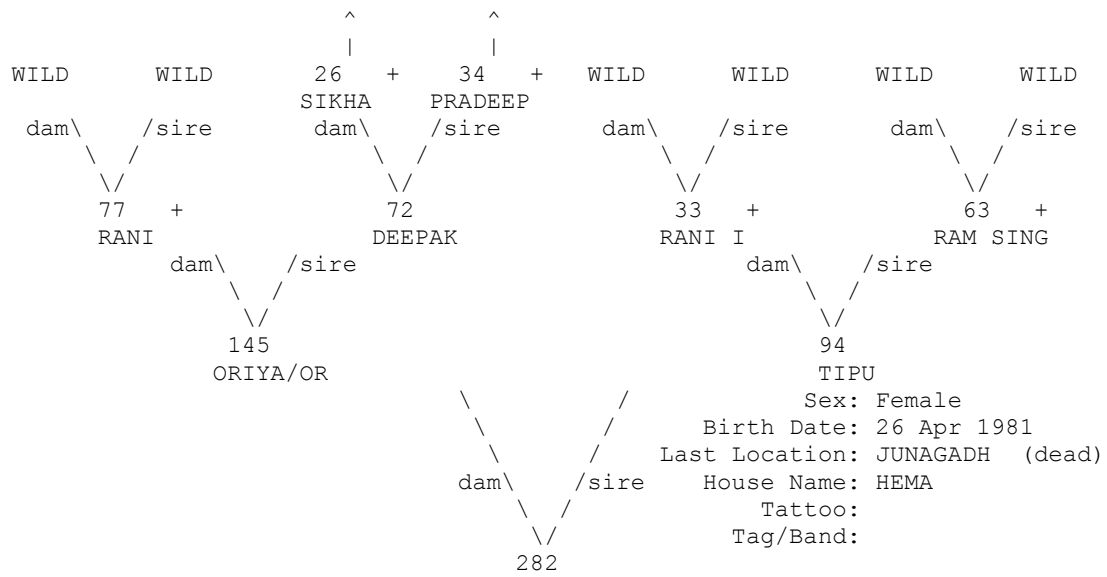 ^ ^
| |
WILD WILD 26 + 34 + WILD WILD WILD WILD
SIKHA PRADEEP
dam\ /sire dam\ /sire dam\ /sire dam\ /sire
\ / \ / \ / \ /
\/ \/ \/ \/
77 + 72 33 + 63 +
RANI DEEPAK RANI I RAM SING
dam\ /sire dam\ /sire
\ / \ /
\/ \/
145 94
ORIYA/OR TIPU
\ / Sex: Female
\ / Birth Date: 26 Apr 1981
\ / Last Location: JUNAGADH (dead)
dam\ /sire House Name: HEMA
\ / Tattoo:
\/ Tag/Band:
282